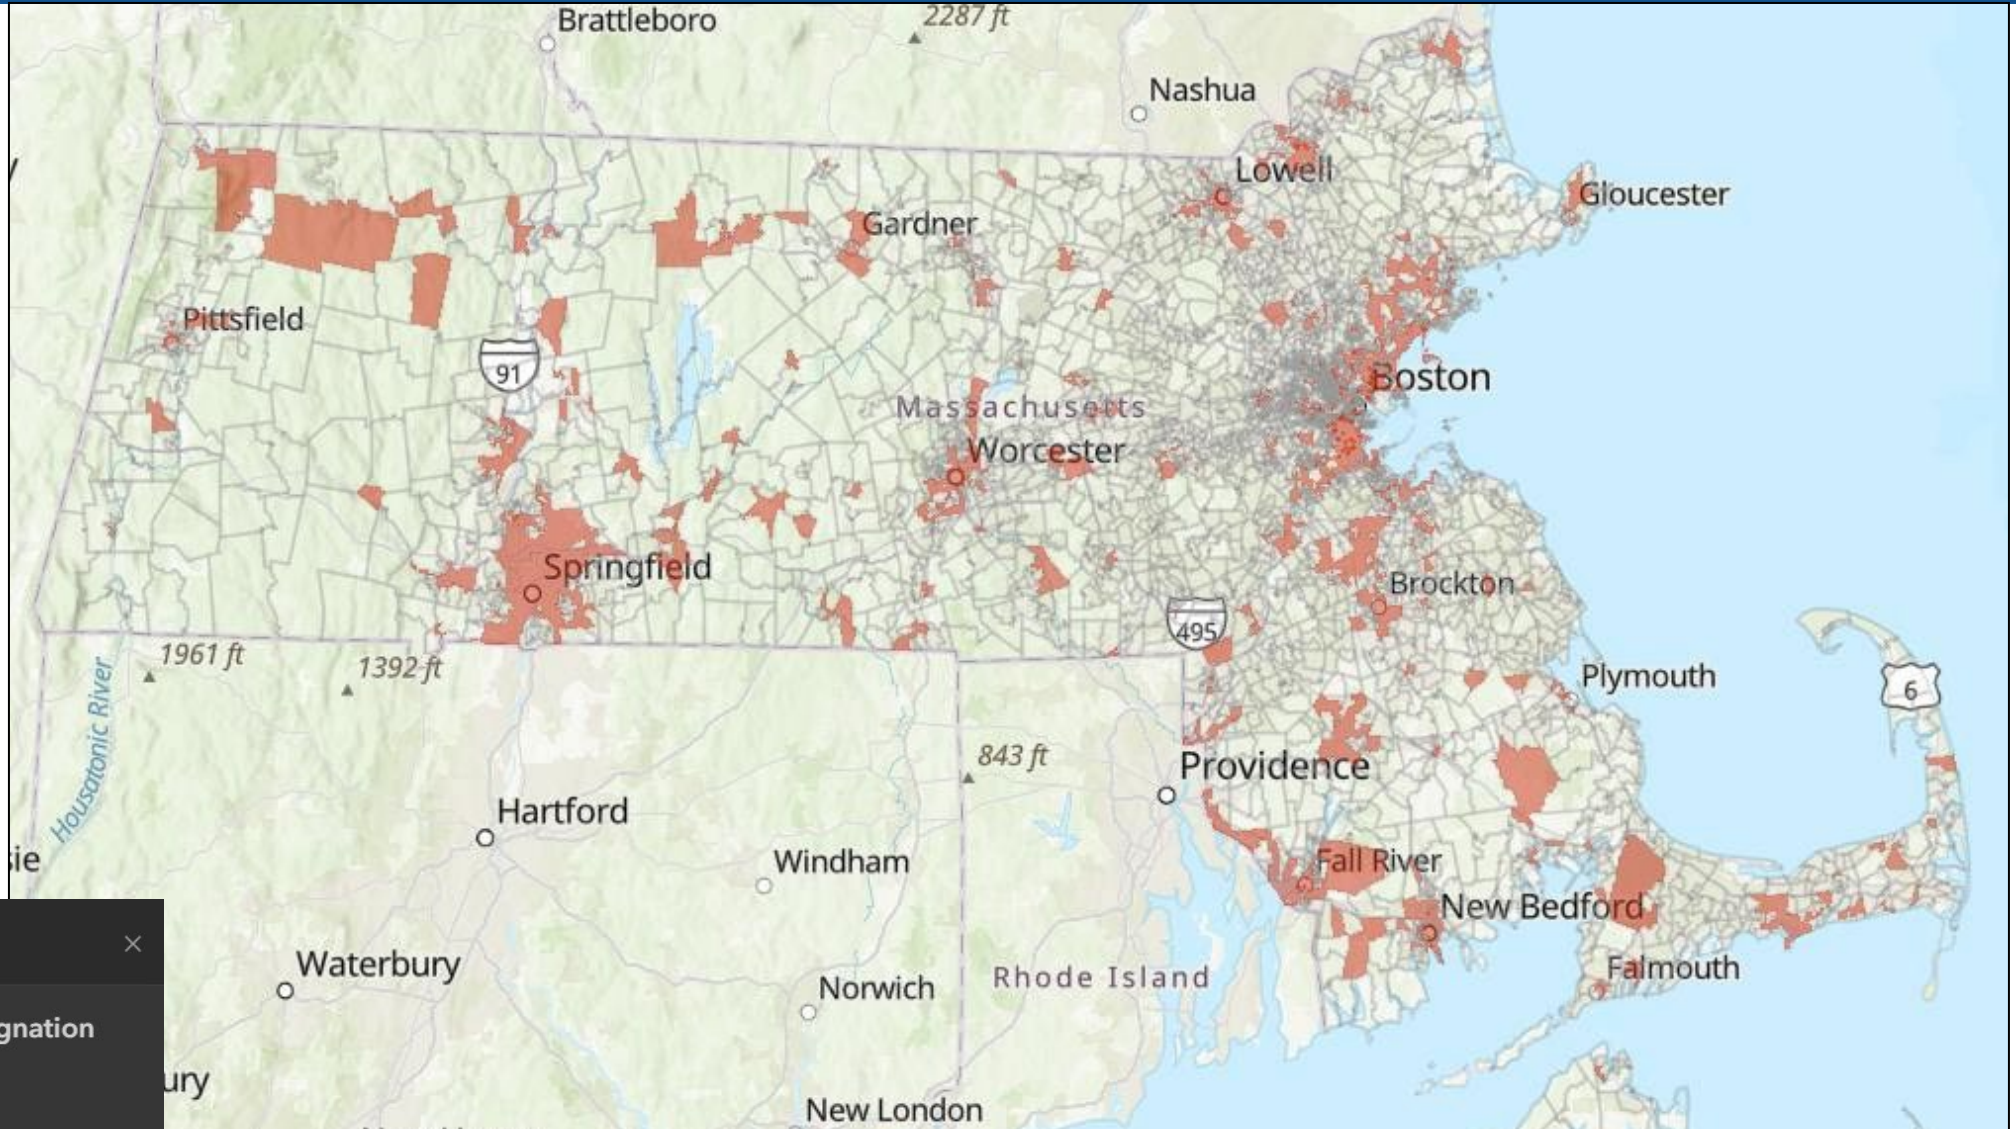 Brattleboro
2287 ft
Nashua
Lowell
Gloucester
Gardner
Pittsfield
91
Boston
Massachusetts
Worcester
Springfield
Brockton
495
1961 ft
1392 ft
Plymouth
6
Housatonic River
843 ft
Providence
Hartford
Fall River
sie
Windham
New Bedford
Waterbury
Falmouth
Rhode Island
Norwich
gnation
ury
New London